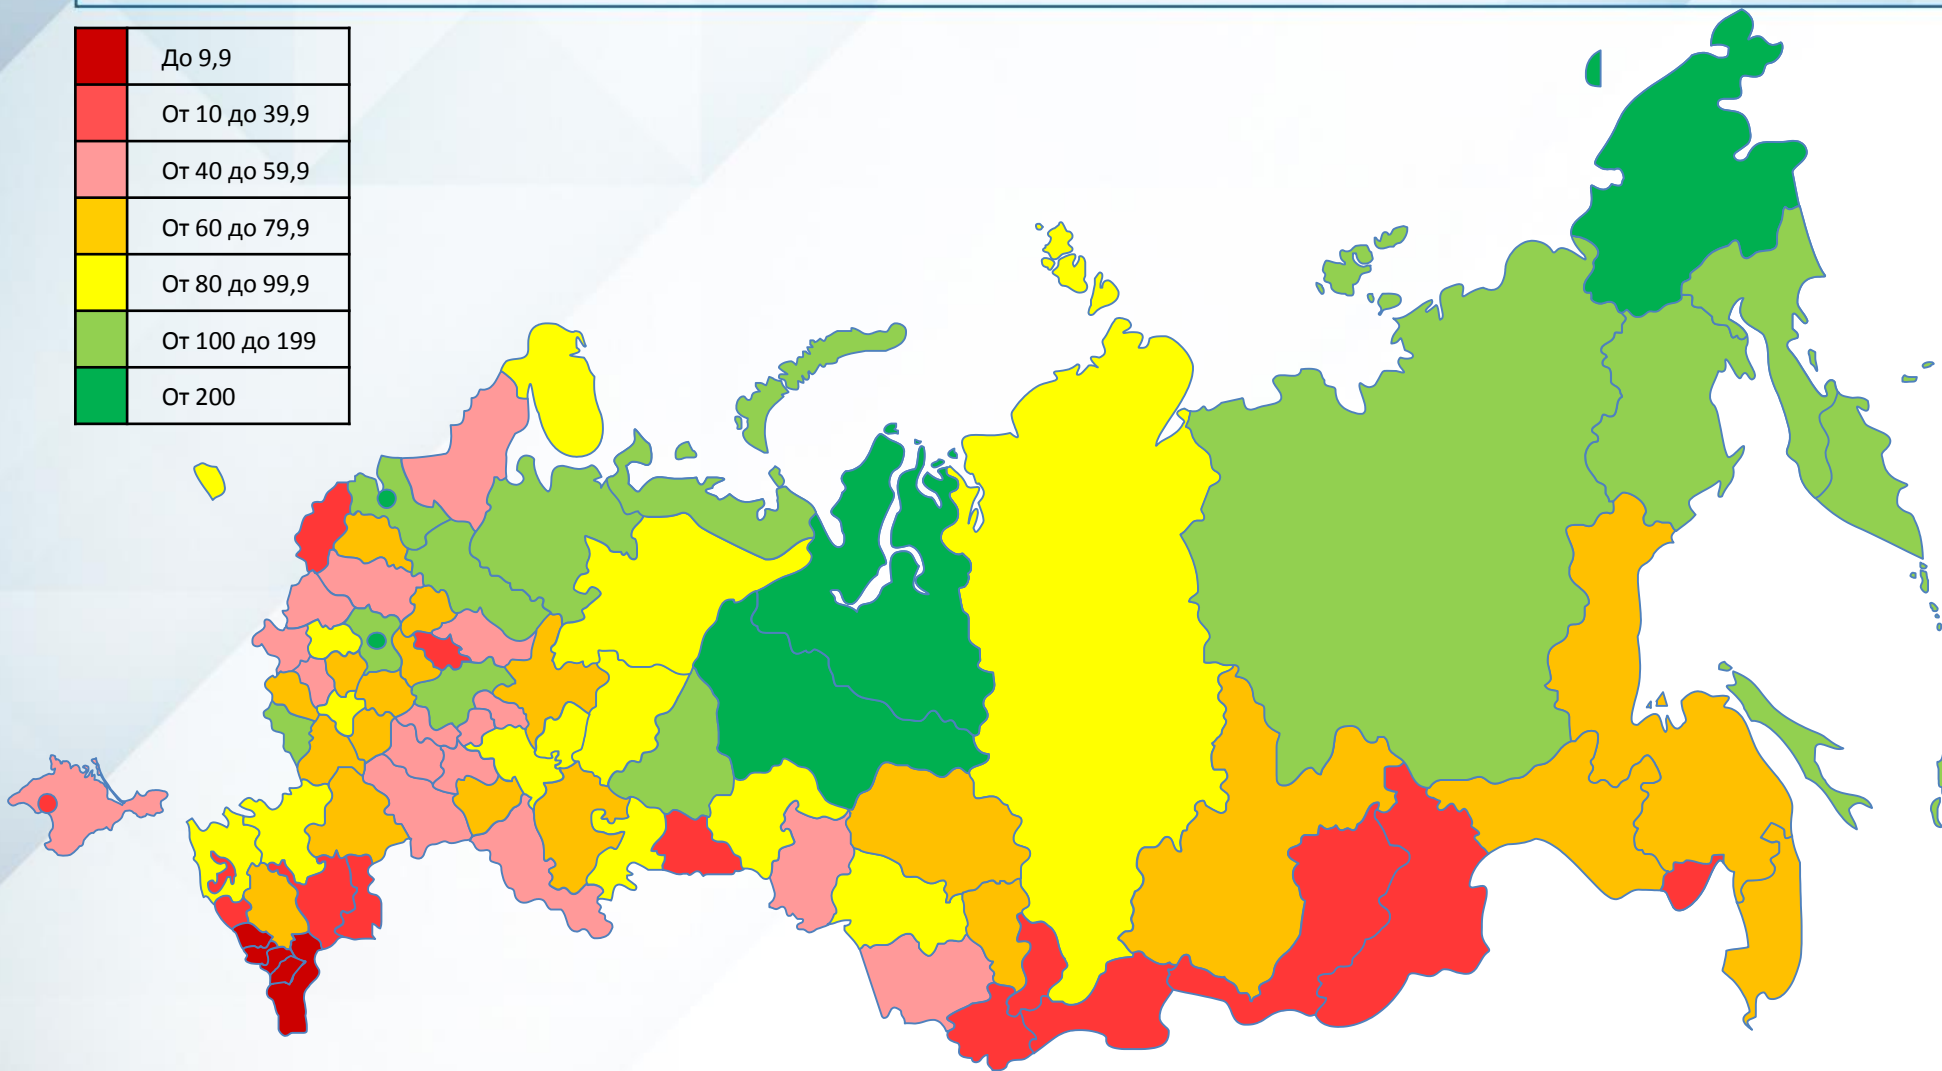 До 9,9
От 10 до 39,9
От 40 до 59,9
От 60 до 79,9
От 80 до 99,9
От 100 до 199
От 200